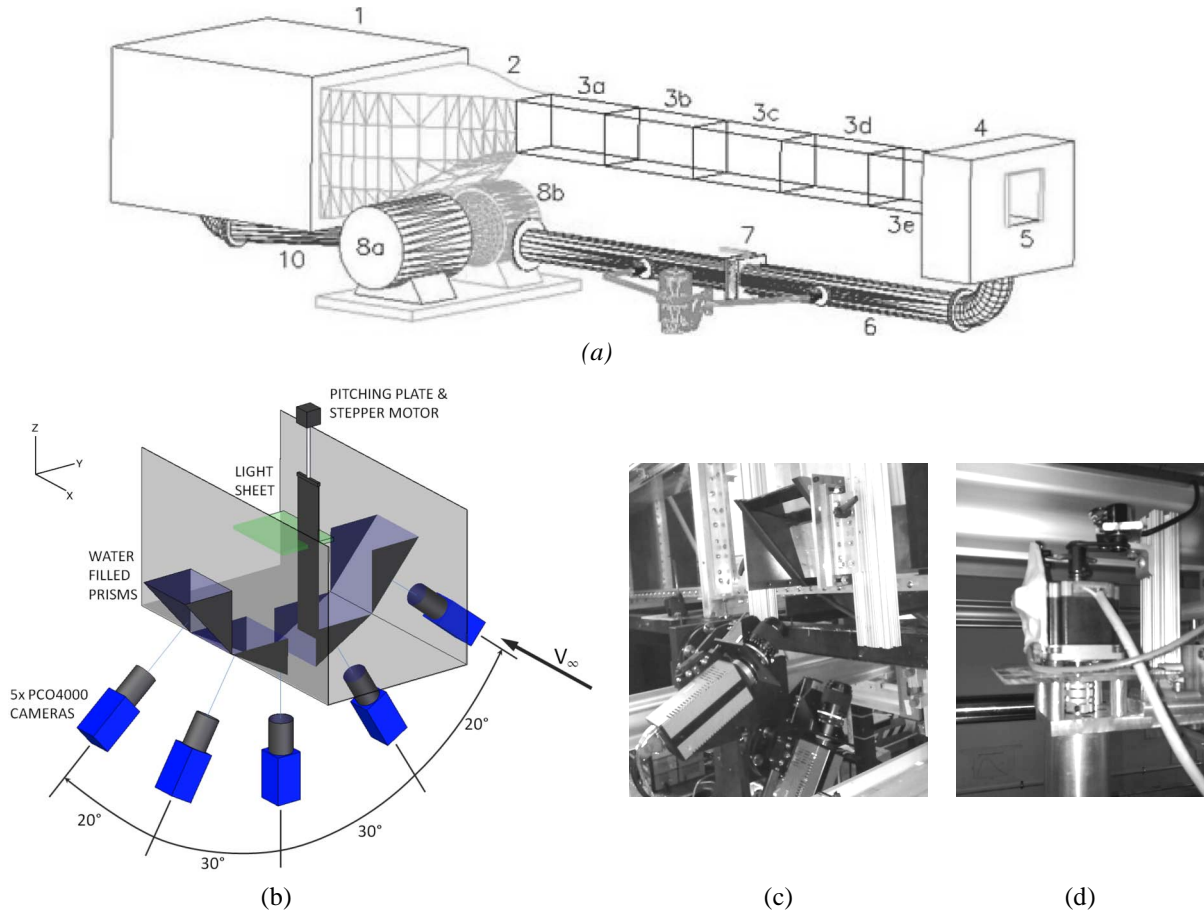 1
2
3a
3b
3c
3d
4
8b
7
3e
5
8a
10
6
(a)
PITCHING PLATE &
STEPPER MOTOR
Z
Y
X
LIGHT
SHEET
WATER
FILLED
PRISMS
V∞
5x PCO4000
CAMERAS
20°
20°
30°
30°
(b)
(c)
(d)